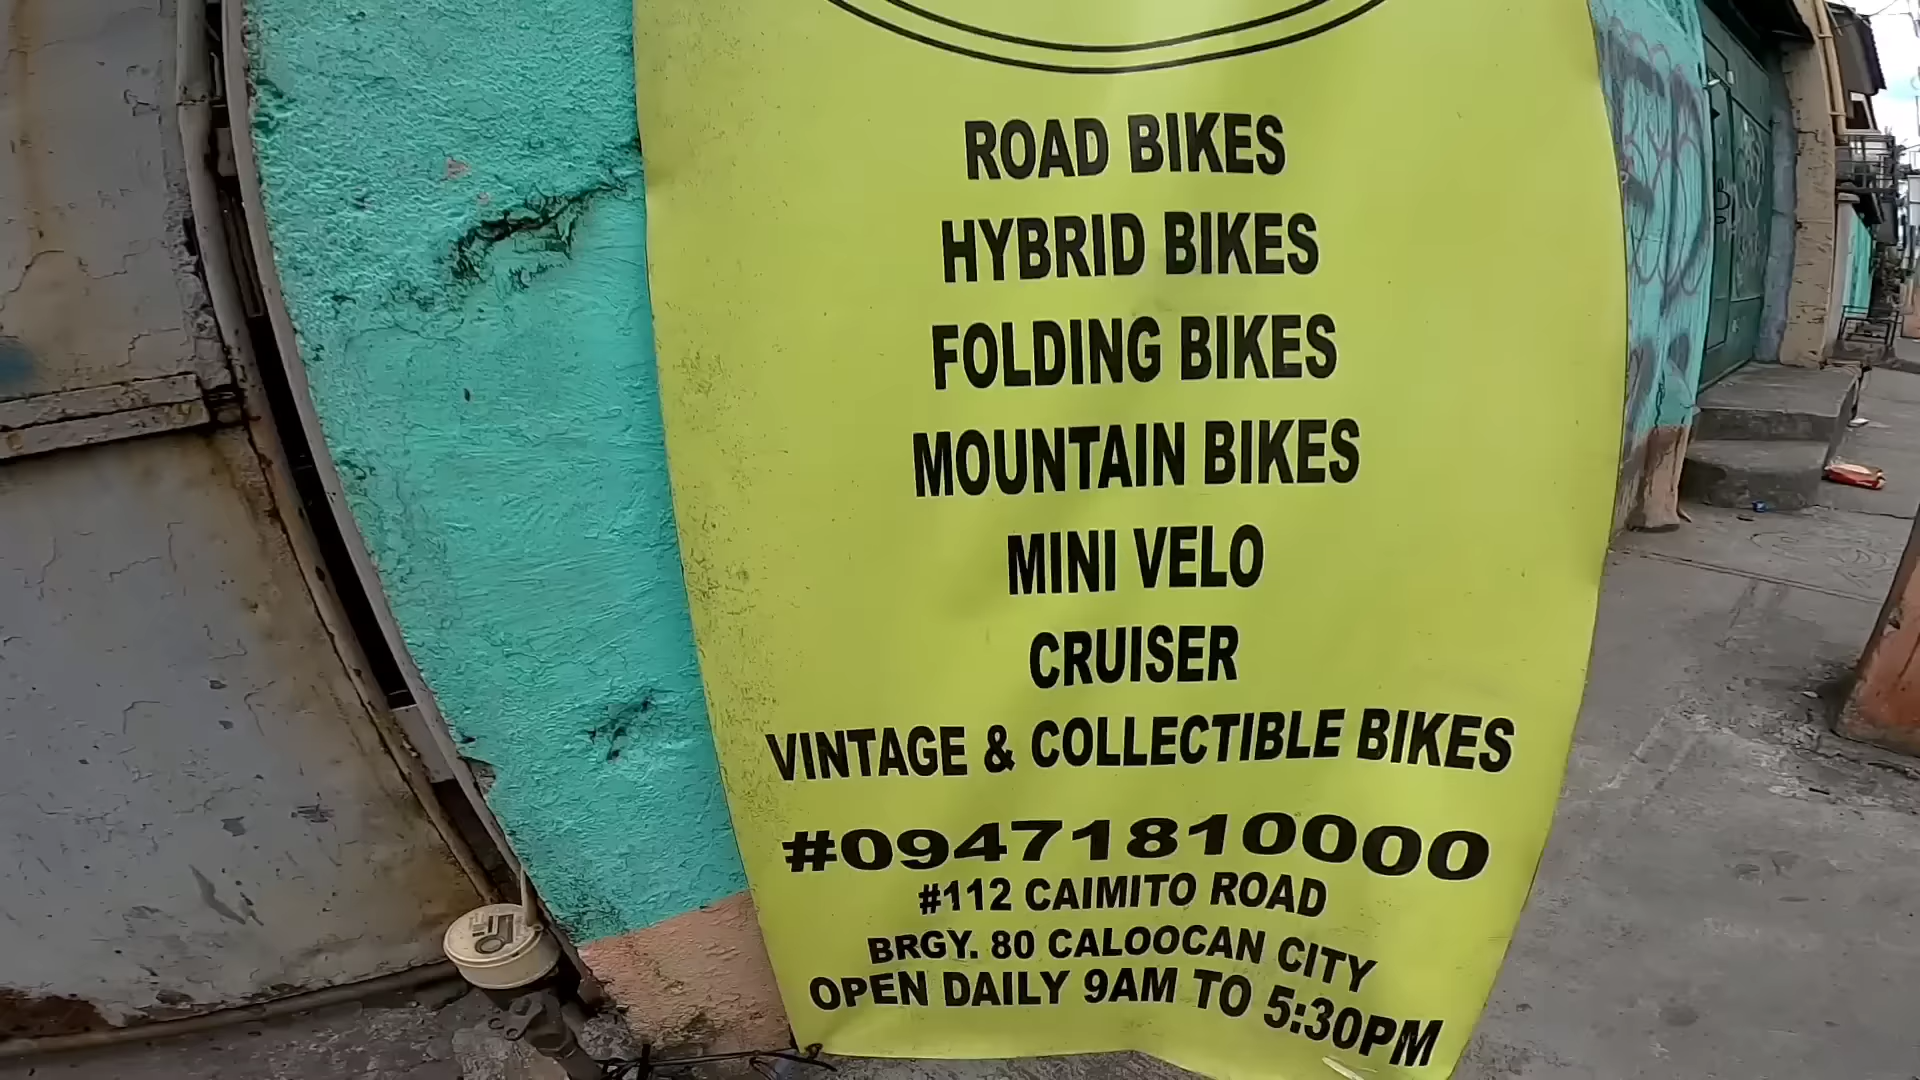 ROAD BIKES
HYBRID BIKES
FOLDING BIKES
MOUNTAIN BIKES
MINI VELO
CRUISER
VINTAGE & COLLECTIBLE BIKES
#09471810000
#112 CAIMITO ROAD
BRGY. 80 CALOOCAN CITY
OPEN DAILY 9AM TO 5:30PM